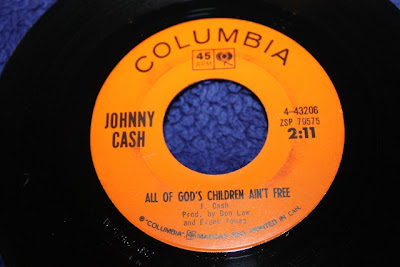 COLUMBIA
45
RPM
JOHNNY
CASH
4-43206
ZSP 79575
2:11
ALL OF GOD'S CHILDREN AIN'T FREE
J. Cash
Prod. by Don Law
and Frank Jones
® "COLUMBIA", MARCAS REG. PRINTED IN